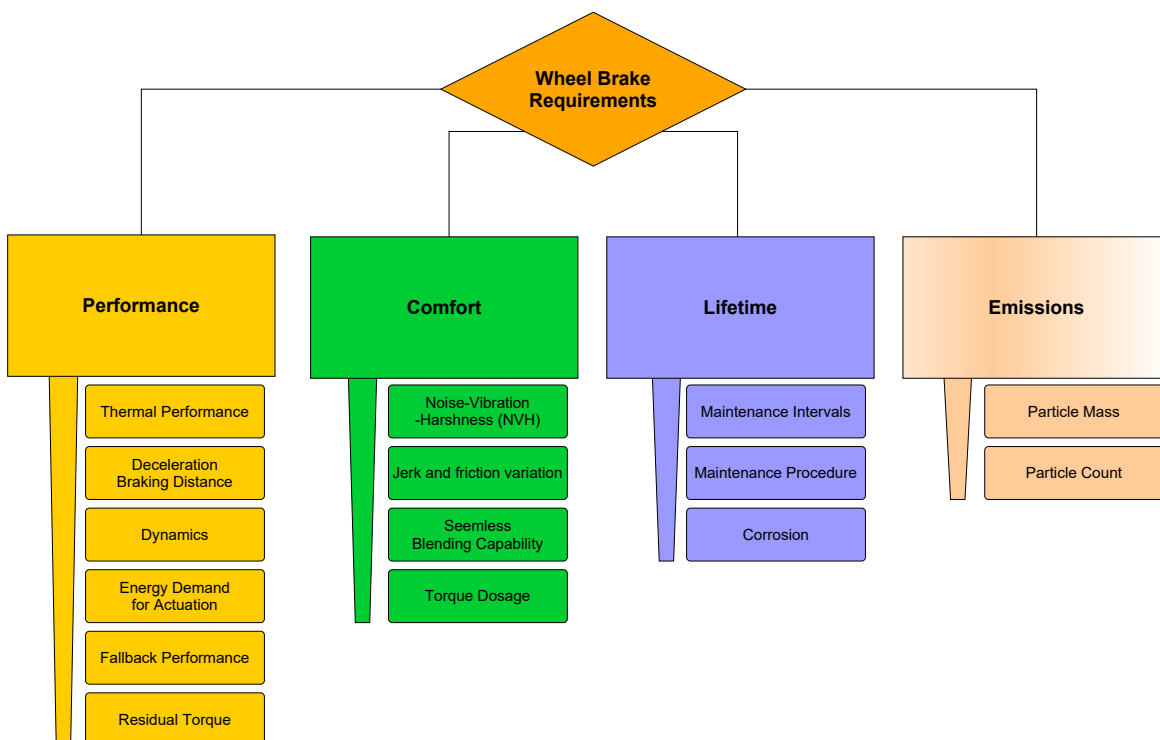 Wheel Brake
Requirements
Performance
Thermal Performance
Deceleration
Braking Distance
Dynamics
Energy Demand
for Actuation
Fallback Performance
Residual Torque
Comfort
Noise-Vibration
-Harshness (NVH)
Jerk and friction variation
Seemless
Blending Capability
Torque Dosage
Lifetime
Maintenance Intervals
Maintenance Procedure
Corrosion
Emissions
Particle Mass
Particle Count